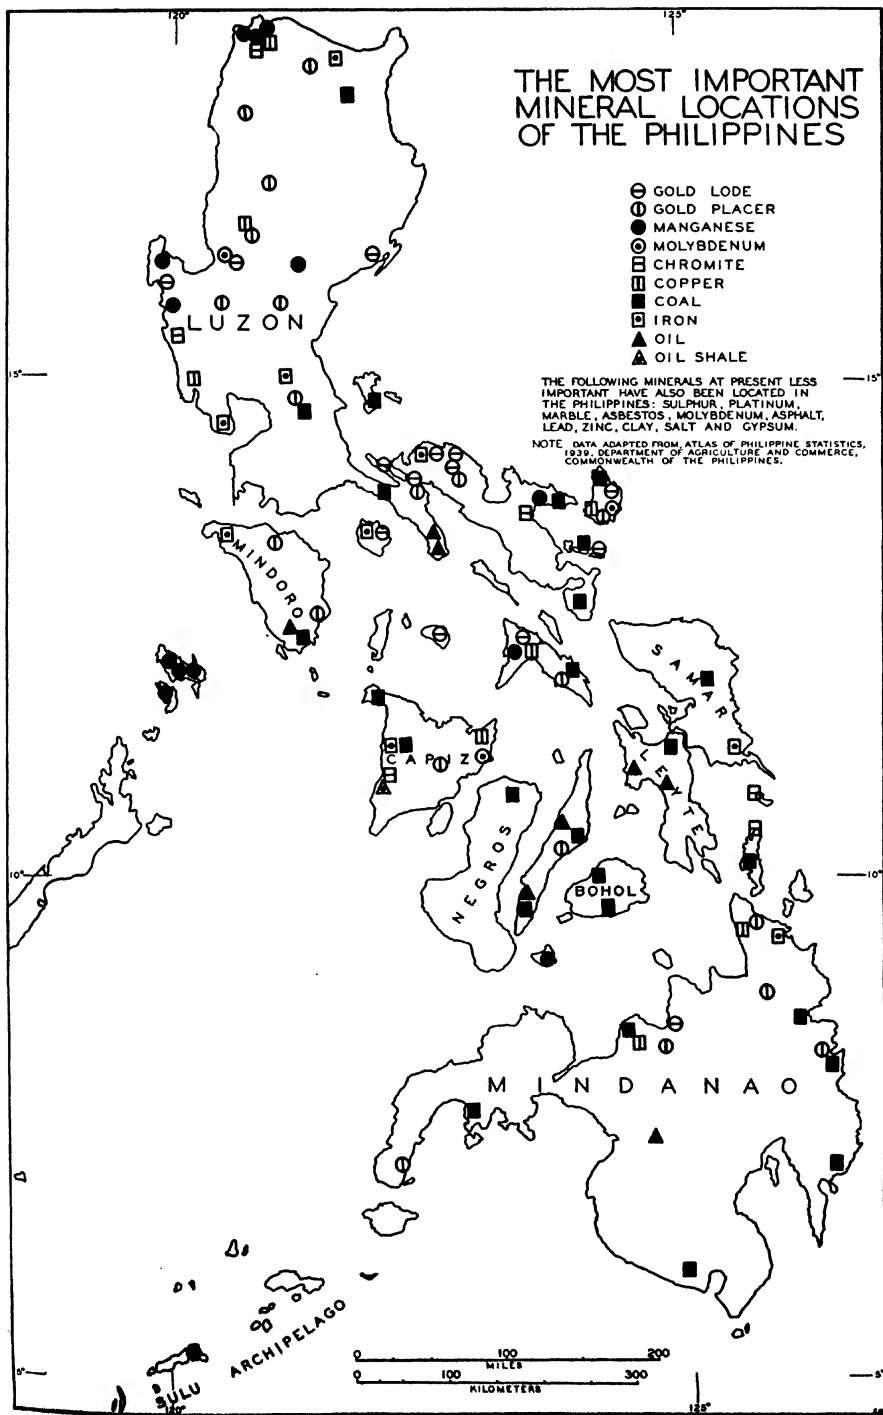 120°
125°
THE MOST IMPORTANT
MINERAL LOCATIONS
OF THE PHILIPPINES
GOLD LODE
GOLD PLACER
MANGANESE
MOLYBDENUM
CHROMITE
COPPER
COAL
IRON
OIL
OIL SHALE
LUZON
15°
15°
THE FOLLOWING MINERALS AT PRESENT LESS
IMPORTANT HAVE ALSO BEEN LOCATED IN
THE PHILIPPINES: SULPHUR, PLATINUM,
MARBLE, ASBESTOS, MOLYBDENUM, ASPHALT,
LEAD, ZINC, CLAY, SALT AND GYPSUM.
NOTE DATA ADAPTED FROM, ATLAS OF PHILIPPINE STATISTICS,
1939, DEPARTMENT OF AGRICULTURE AND COMMERCE,
COMMONWEALTH OF THE PHILIPPINES.
MINDORO
SAMAR
CAPIZ
LEYTE
NEGROS
BOHOL
10°
10°
MINDANAO
SULU ARCHIPELAGO
0 100 200
MILES
0 100 300
KILOMETERS
5°
5°
120°
125°